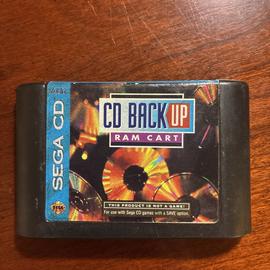 SEGA CD
CD BACK UP
RAM CART
THIS PRODUCT IS NOT A GAME!
For use with Sega CD games with a SAVE option.